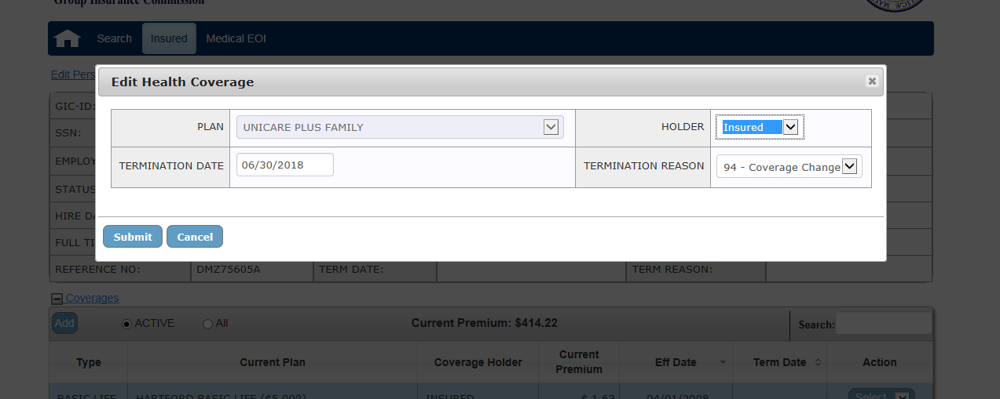 Group Insurance Commission
Search Insured Medical EOI
Edit Pers
Edit Health Coverage
GIC-ID:
PLAN UNICARE PLUS FAMILY HOLDER Insured
SSN:
TERMINATION DATE 06/30/2018 TERMINATION REASON 94 - Coverage Change
EMPLOY
STATUS
HIRE DA
Submit Cancel
FULL TI
REFERENCE NO: DMZ75605A TERM DATE: TERM REASON:
Coverages
Add ACTIVE All Current Premium: $414.22 Search:
Type Current Plan Coverage Holder Current Premium Eff Date Term Date Action
BASIC LIFE HARTFORD BASIC LIFE ($5,000) INSURED $ 1.63 04/01/2008 Select